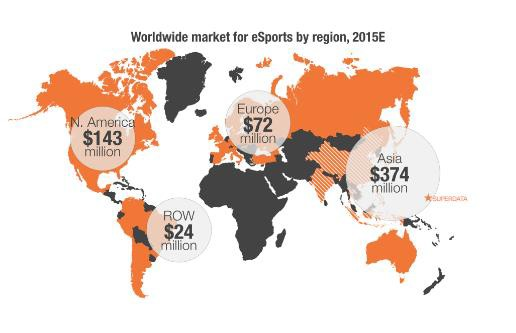 Worldwide market for eSports by region, 2015E
N. America
$143
million
Europe
$72
million
Asia
$374
million
SUPERDATA
ROW
$24
million